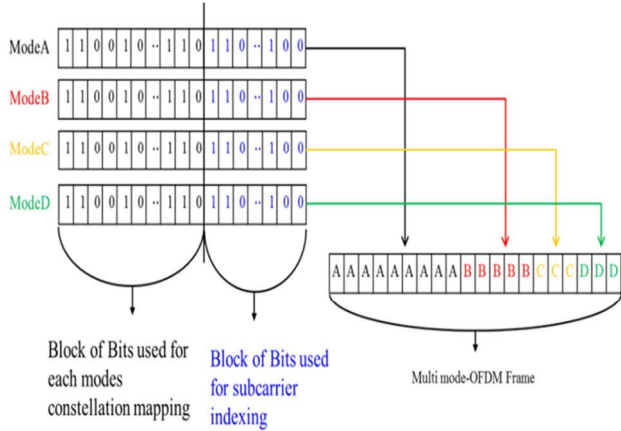 ModeA 1 1 0 0 1 0 ·· 1 1 0 1 1 0 ·· 1 0 0
ModeB 1 1 0 0 1 0 ·· 1 1 0 1 1 0 ·· 1 0 0
ModeC 1 1 0 0 1 0 ·· 1 1 0 1 1 0 ·· 1 0 0
ModeD 1 1 0 0 1 0 ·· 1 1 0 1 1 0 ·· 1 0 0
A A A A A A A A A B B B B B C C C D D D
Block of Bits used for
each modes
constellation mapping
Block of Bits used
for subcarrier
indexing
Multi mode-OFDM Frame